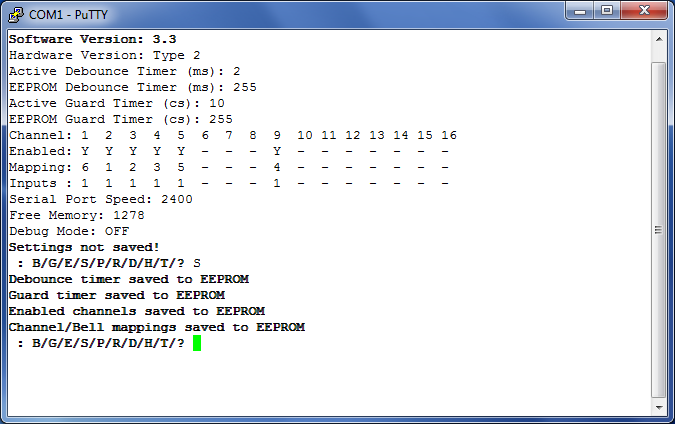 COM1 - PuTTY
Software Version: 3.3
Hardware Version: Type 2
Active Debounce Timer (ms): 2
EEPROM Debounce Timer (ms): 255
Active Guard Timer (cs): 10
EEPROM Guard Timer (cs): 255
Channel: 1  2  3  4  5  6  7  8  9  10 11 12 13 14 15 16
Enabled: Y  Y  Y  Y  Y  -  -  -  Y  -  -  -  -  -  -  -
Mapping: 6  1  2  3  5  -  -  -  4  -  -  -  -  -  -  -
Inputs : 1  1  1  1  1  -  -  -  1  -  -  -  -  -  -  -
Serial Port Speed: 2400
Free Memory: 1278
Debug Mode: OFF
Settings not saved!
 : B/G/E/S/P/R/D/H/T/? S
Debounce timer saved to EEPROM
Guard timer saved to EEPROM
Enabled channels saved to EEPROM
Channel/Bell mappings saved to EEPROM
 : B/G/E/S/P/R/D/H/T/?